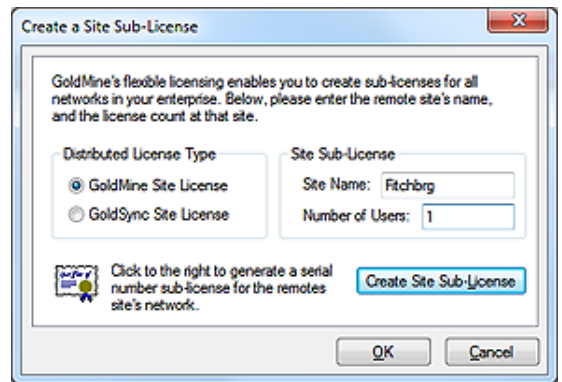 Create a Site Sub-License
GoldMine's flexible licensing enables you to create sub-licenses for all
networks in your enterprise. Below, please enter the remote site's name,
and the license count at that site.
Distributed License Type
GoldMine Site License
GoldSync Site License
Site Sub-License
Site Name: Fitchbrg
Number of Users: 1
Click to the right to generate a serial
number sub-license for the remotes
site's network.
Create Site Sub-License
OK
Cancel